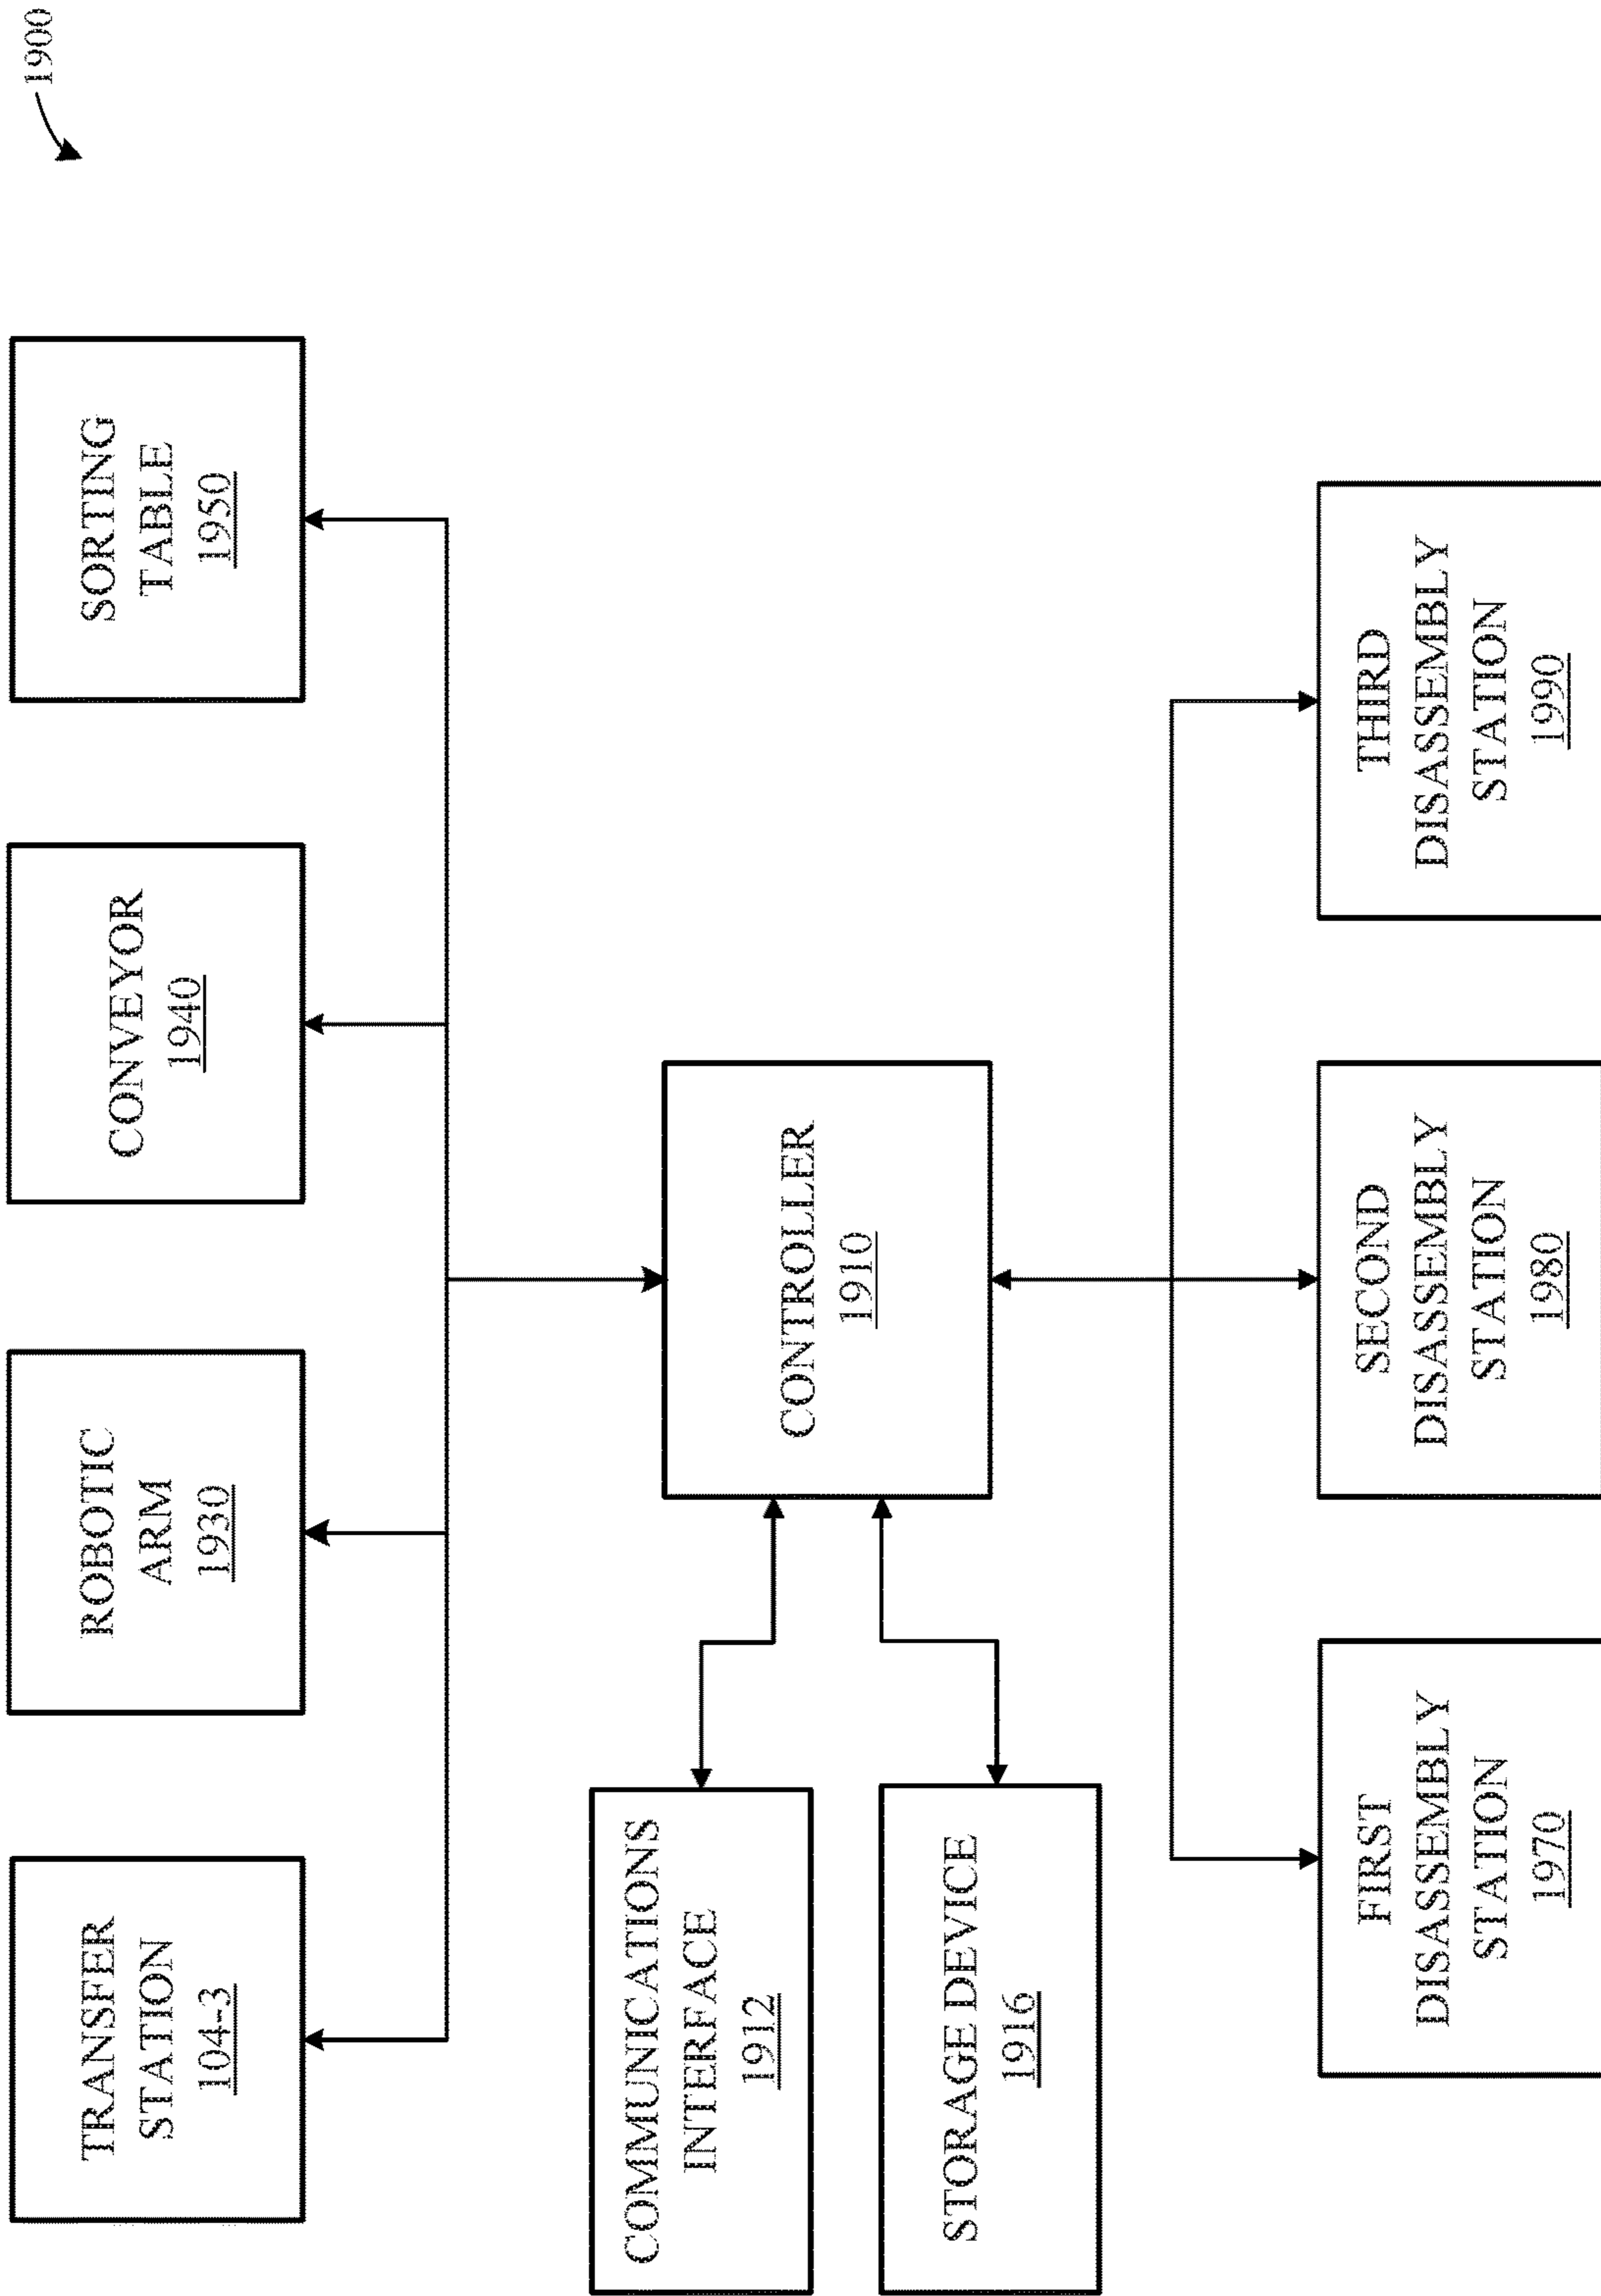 1900
TRANSFER
STATION
104-3
ROBOTIC
ARM
1930
CONVEYOR
1940
SORTING
TABLE
1950
COMMUNICATIONS
INTERFACE
1912
STORAGE DEVICE
1916
CONTROLLER
1910
FIRST
DISASSEMBLY
STATION
1970
SECOND
DISASSEMBLY
STATION
1980
THIRD
DISASSEMBLY
STATION
1990